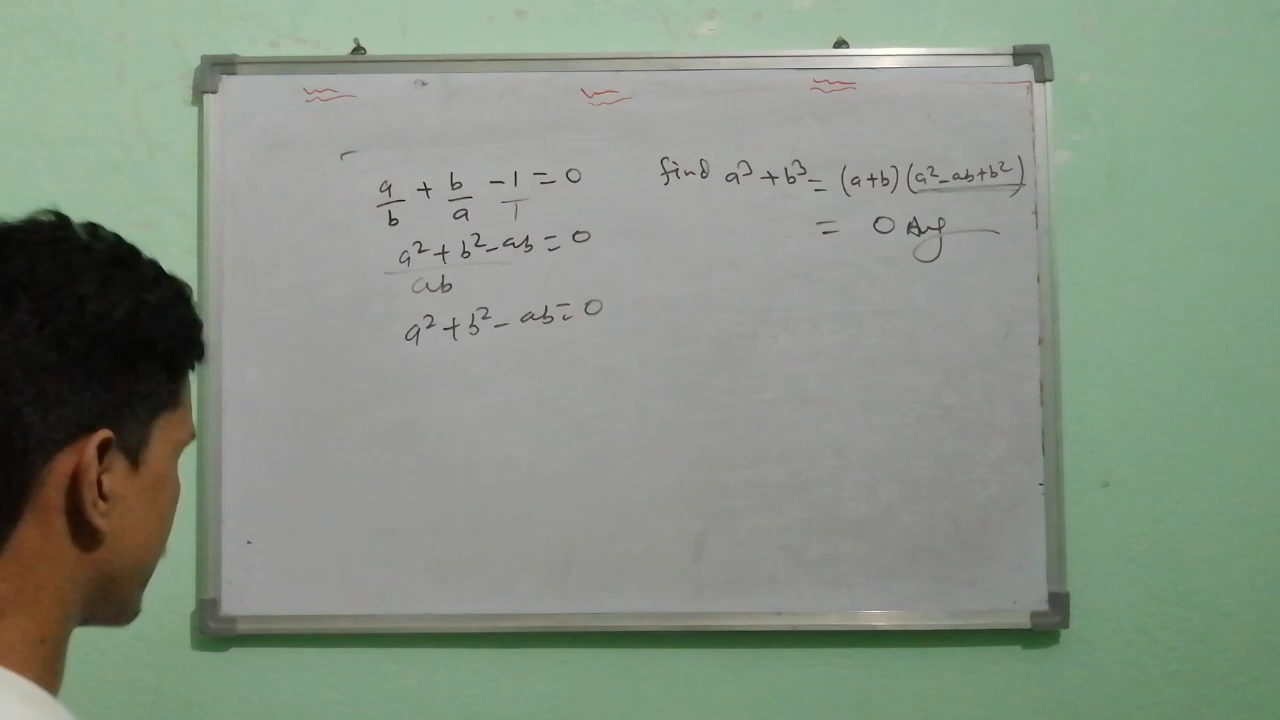 a/b + b/a - 1/1 = 0
(a² + b² - ab)/ab = 0
a² + b² - ab = 0
find a³ + b³ = (a+b) (a² - ab + b²)
= 0 Ans